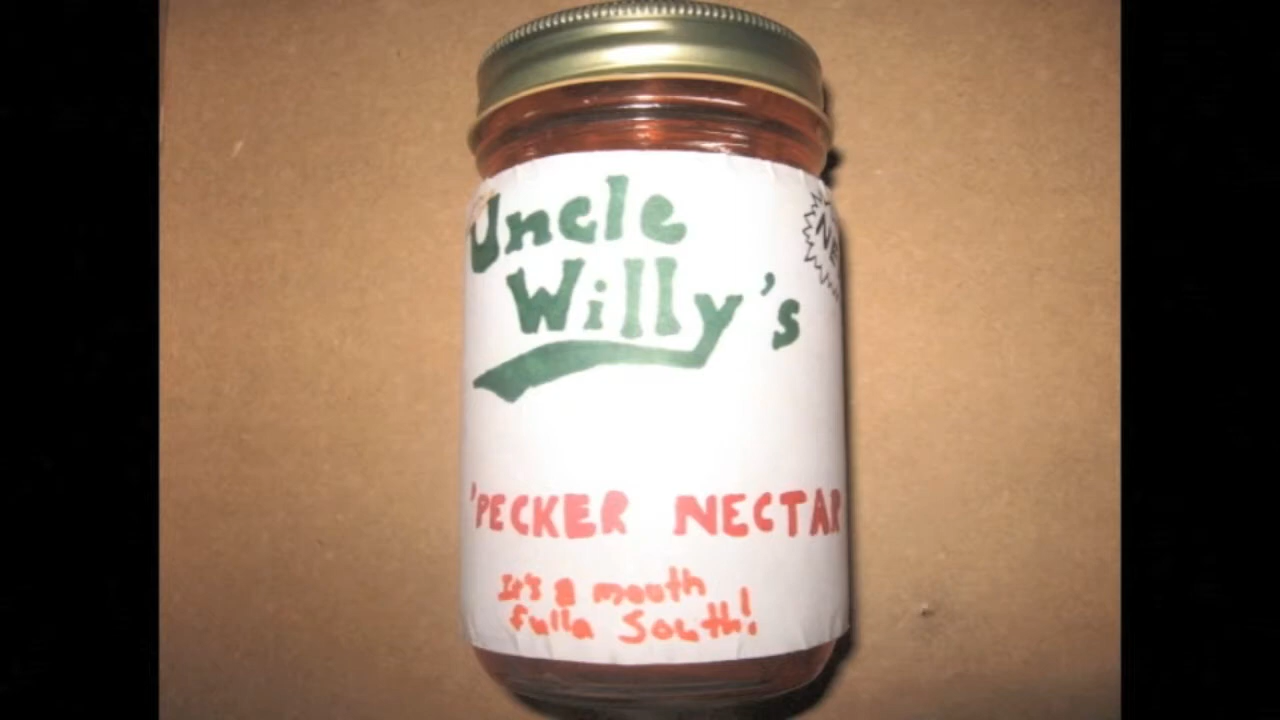 Uncle
Willy's
'PECKER NECTAR
It's a mouth
fulla South!